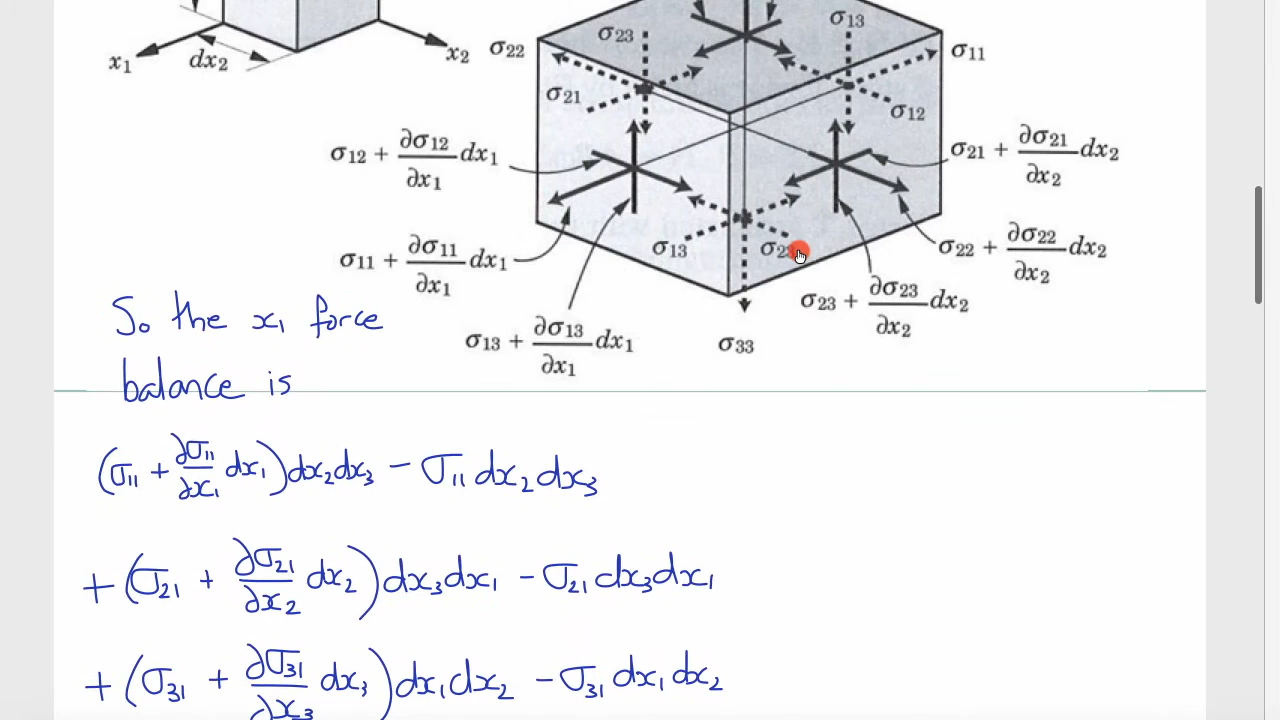 x1
dx2
x2
σ22
σ23
σ13
σ11
σ21
σ12
σ12 + ∂σ12/∂x1 dx1
σ21 + ∂σ21/∂x2 dx2
σ11 + ∂σ11/∂x1 dx1
σ13
σ22 + ∂σ22/∂x2 dx2
σ13 + ∂σ13/∂x1 dx1
σ33
σ23 + ∂σ23/∂x2 dx2
So the x1 force
balance is
(σ11 + ∂σ11/∂x1 dx1)dx2dx3 − σ11 dx2 dx3
+ (σ21 + ∂σ21/∂x2 dx2)dx3dx1 − σ21 dx3dx1
+ (σ31 + ∂σ31/∂x3 dx3)dx1dx2 − σ31 dx1dx2